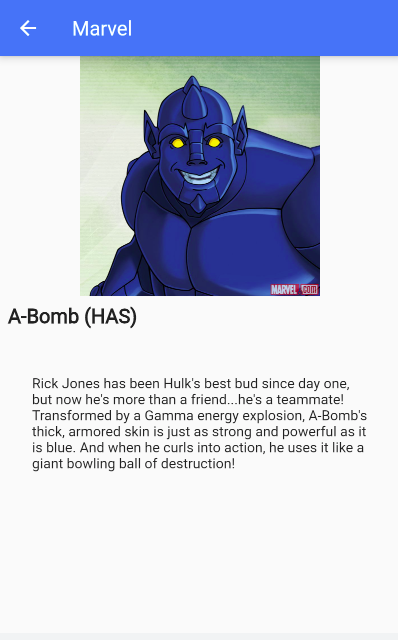 Marvel
MARVEL.COM
A-Bomb (HAS)
Rick Jones has been Hulk's best bud since day one,
but now he's more than a friend...he's a teammate!
Transformed by a Gamma energy explosion, A-Bomb's
thick, armored skin is just as strong and powerful as it
is blue. And when he curls into action, he uses it like a
giant bowling ball of destruction!